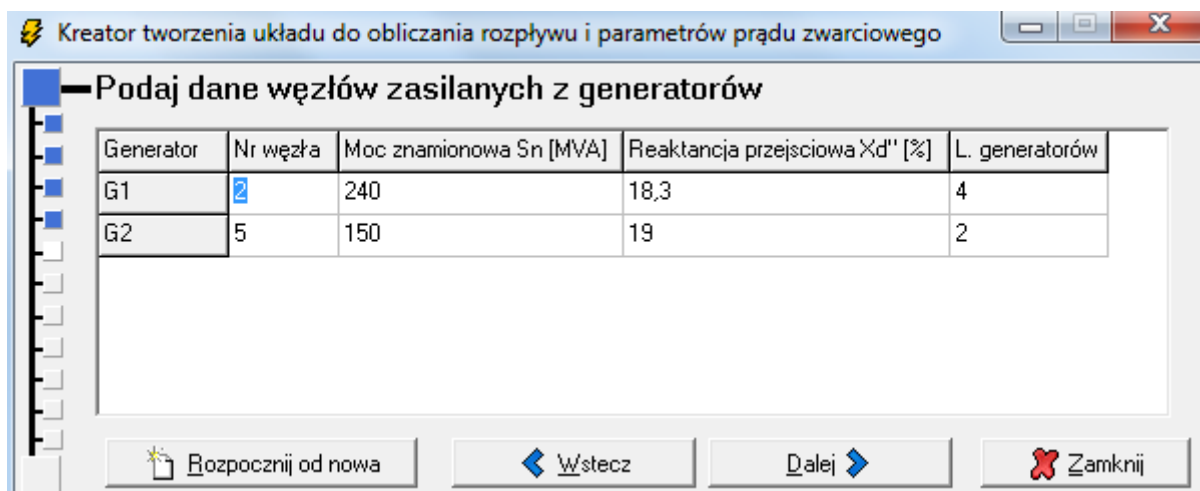 Kreator tworzenia układu do obliczania rozpływu i parametrów prądu zwarciowego
Podaj dane węzłów zasilanych z generatorów
Generator Nr węzła Moc znamionowa Sn [MVA] Reaktancja przejsciowa Xd" [%] L. generatorów
G1 2 240 18,3 4
G2 5 150 19 2
Rozpocznij od nowa Wstecz Dalej Zamknij